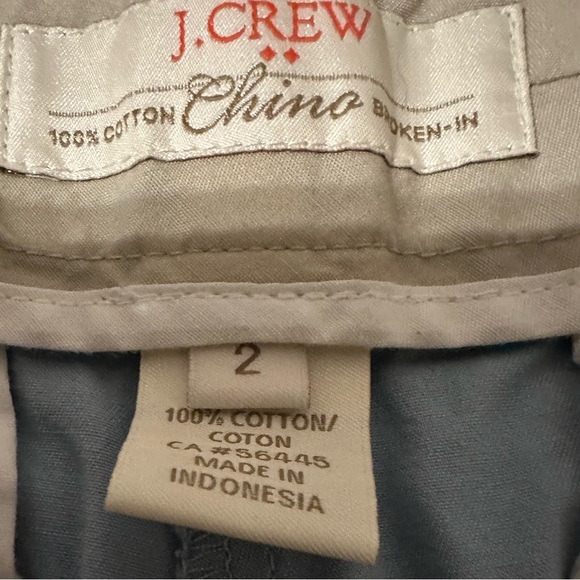 J.CREW
100% COTTON Chino BROKEN-IN
2
100% COTTON/
COTON
CA #56445
MADE IN
INDONESIA